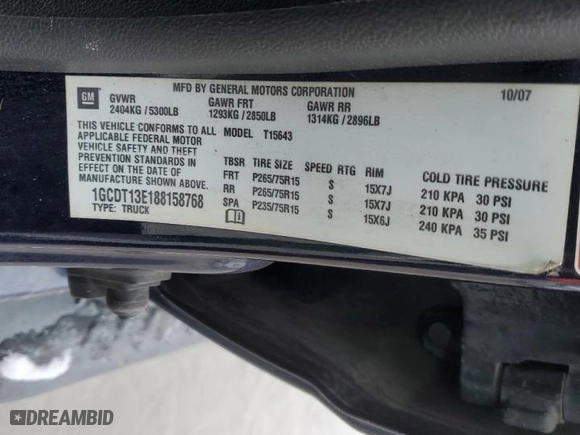 GM
MFD BY GENERAL MOTORS CORPORATION 10/07
GVWR GAWR FRT GAWR RR
2404KG / 5300LB 1293KG / 2850LB 1314KG / 2896LB
THIS VEHICLE CONFORMS TO ALL MODEL T15643
APPLICABLE FEDERAL MOTOR
VEHICLE SAFETY AND
THEFT PREVENTION STANDARDS
IN EFFECT ON THE DATE OF
MANUFACTURE SHOWN ABOVE.
1GCDT13E188158768
TYPE: TRUCK
TBSR TIRE SIZE SPEED RTG RIM COLD TIRE PRESSURE
FRT P265/75R15 S 15X7J 210 KPA 30 PSI
RR P265/75R15 S 15X7J 210 KPA 30 PSI
SPA P235/75R15 S 15X6J 240 KPA 35 PSI
DREAMBID